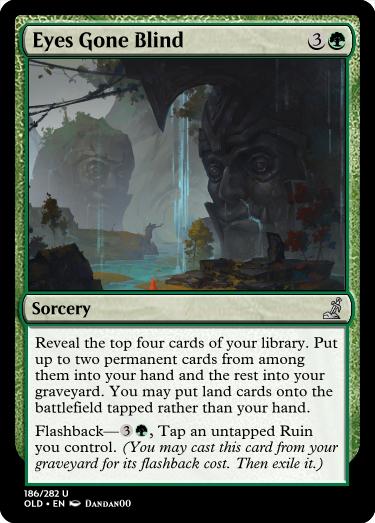 Eyes Gone Blind 3
Sorcery
Reveal the top four cards of your library. Put
up to two permanent cards from among
them into your hand and the rest into your
graveyard. You may put land cards onto the
battlefield tapped rather than your hand.
Flashback—3, Tap an untapped Ruin
you control. (You may cast this card from your
graveyard for its flashback cost. Then exile it.)
186/282 U
OLD • EN DANDAN00